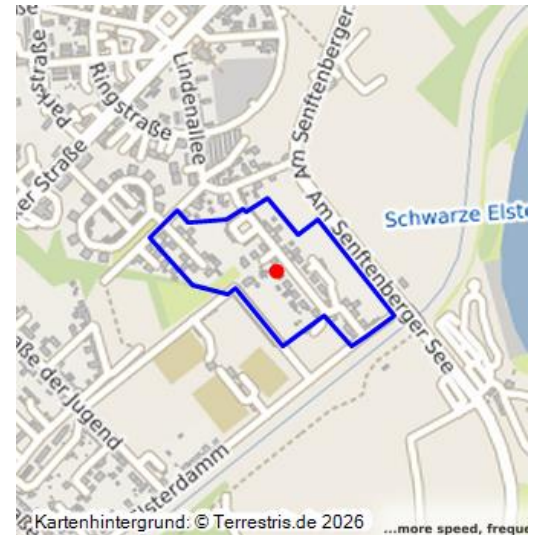 Parkstraße
Ringstraße
Lindenallee
Am Senftenberger
ter Straße
Am Senftenberger See
Schwarze Elste
aße der Jugend
Elsterdamm
Kartenhintergrund: © Terrestris.de 2026
...more speed, freque